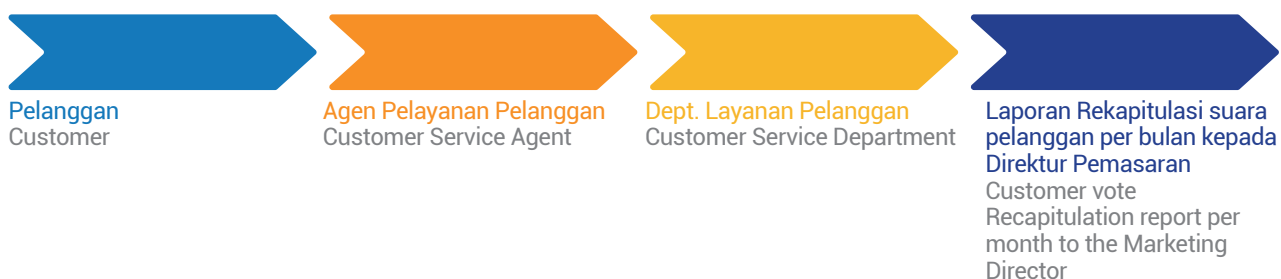 Pelanggan
Customer
Agen Pelayanan Pelanggan
Customer Service Agent
Dept. Layanan Pelanggan
Customer Service Department
Laporan Rekapitulasi suara
pelanggan per bulan kepada
Direktur Pemasaran
Customer vote
Recapitulation report per
month to the Marketing
Director